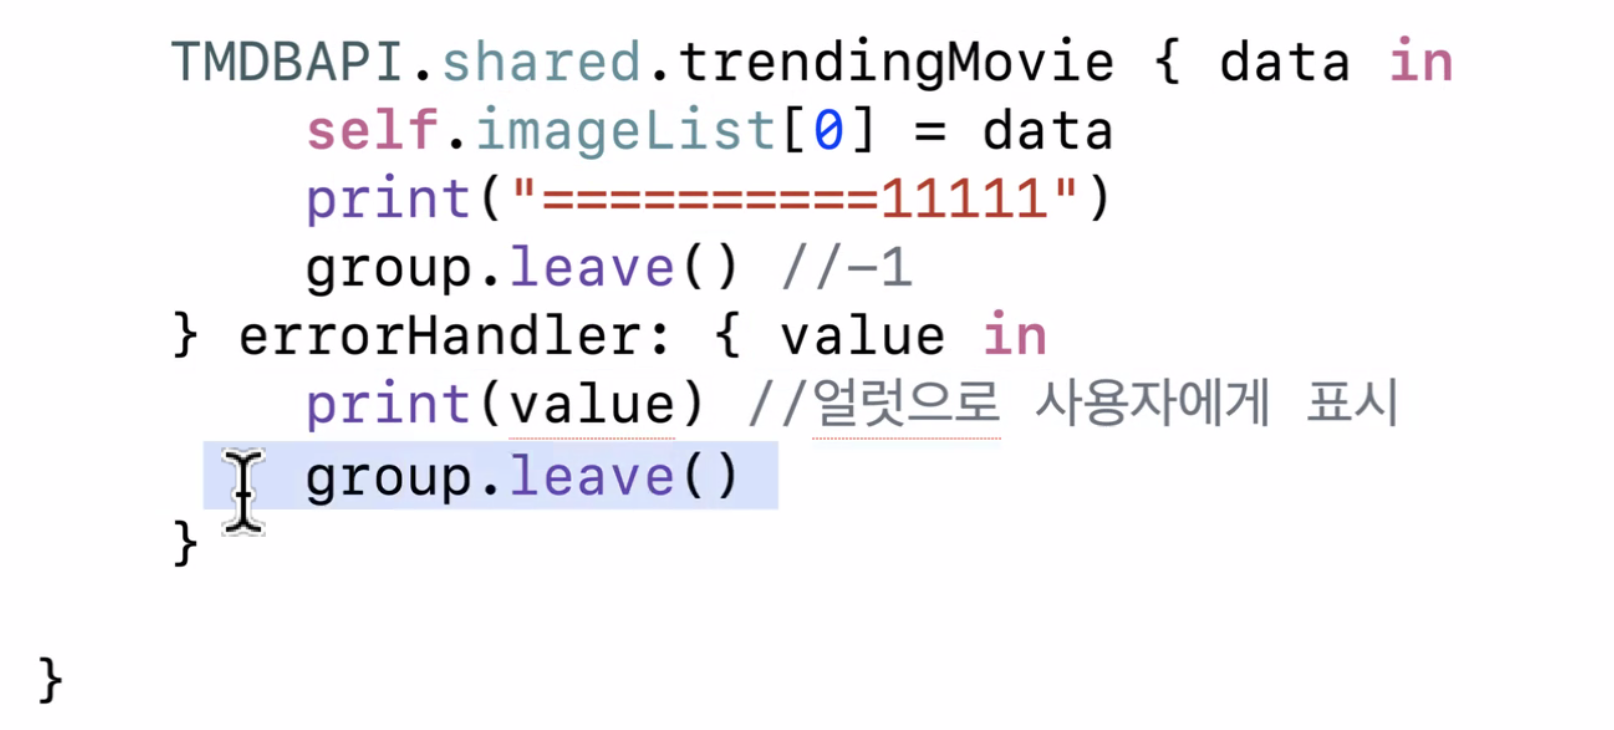 TMDBAPI.shared.trendingMovie { data in
self.imageList[0] = data
print("==========11111")
group.leave() //-1
} errorHandler: { value in
print(value) //얼럿으로 사용자에게 표시
group.leave()
}
}